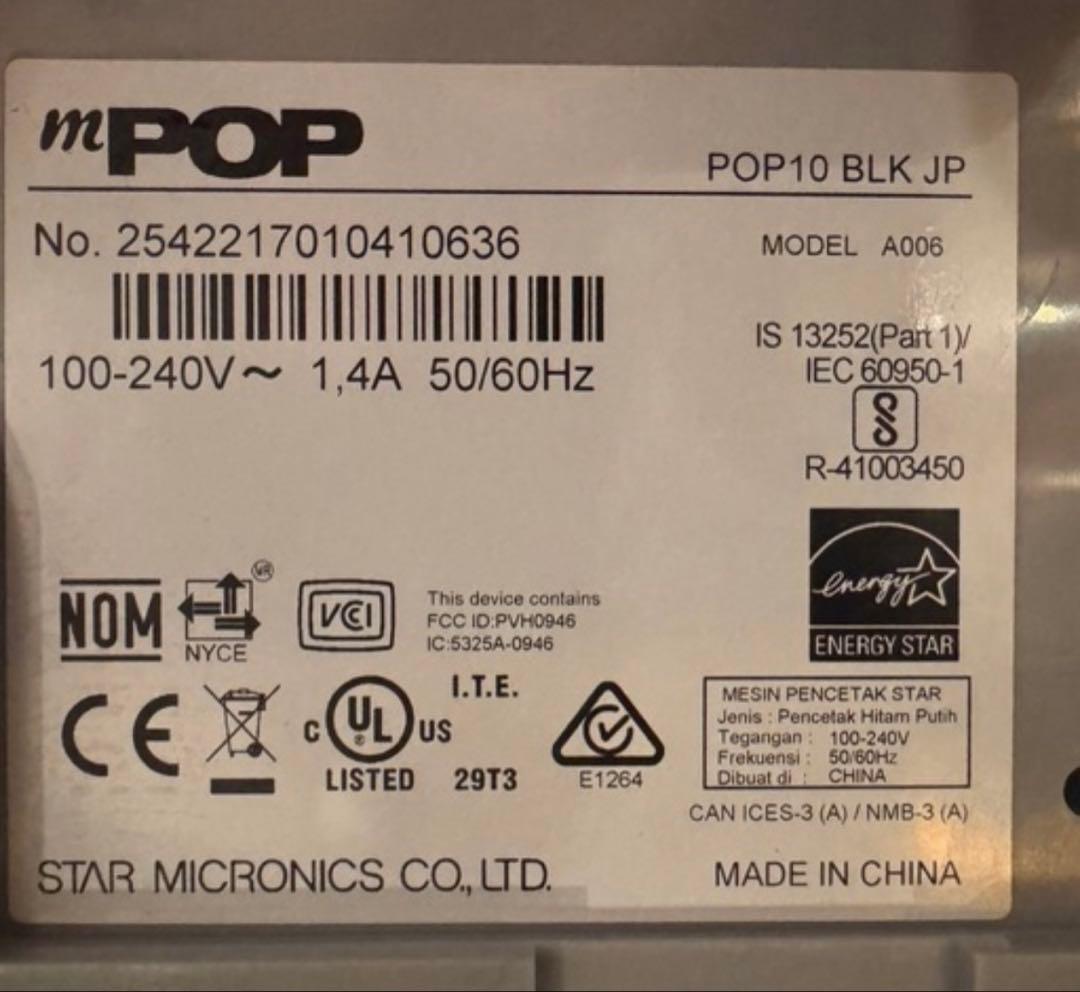 mPOP
POP10 BLK JP
No. 2542217010410636
MODEL A006
100-240V～ 1,4A 50/60Hz
IS 13252(Part 1)/
IEC 60950-1
R-41003450
energy
ENERGY STAR
NOM
NYCE
VCCI
This device contains
FCC ID:PVH0946
IC:5325A-0946
CE
C UL US
®
LISTED 29T3
I.T.E.
E1264
MESIN PENCETAK STAR
Jenis : Pencetak Hitam Putih
Tegangan : 100-240V
Frekuensi : 50/60Hz
Dibuat di : CHINA
CAN ICES-3 (A) / NMB-3 (A)
STAR MICRONICS CO., LTD.
MADE IN CHINA